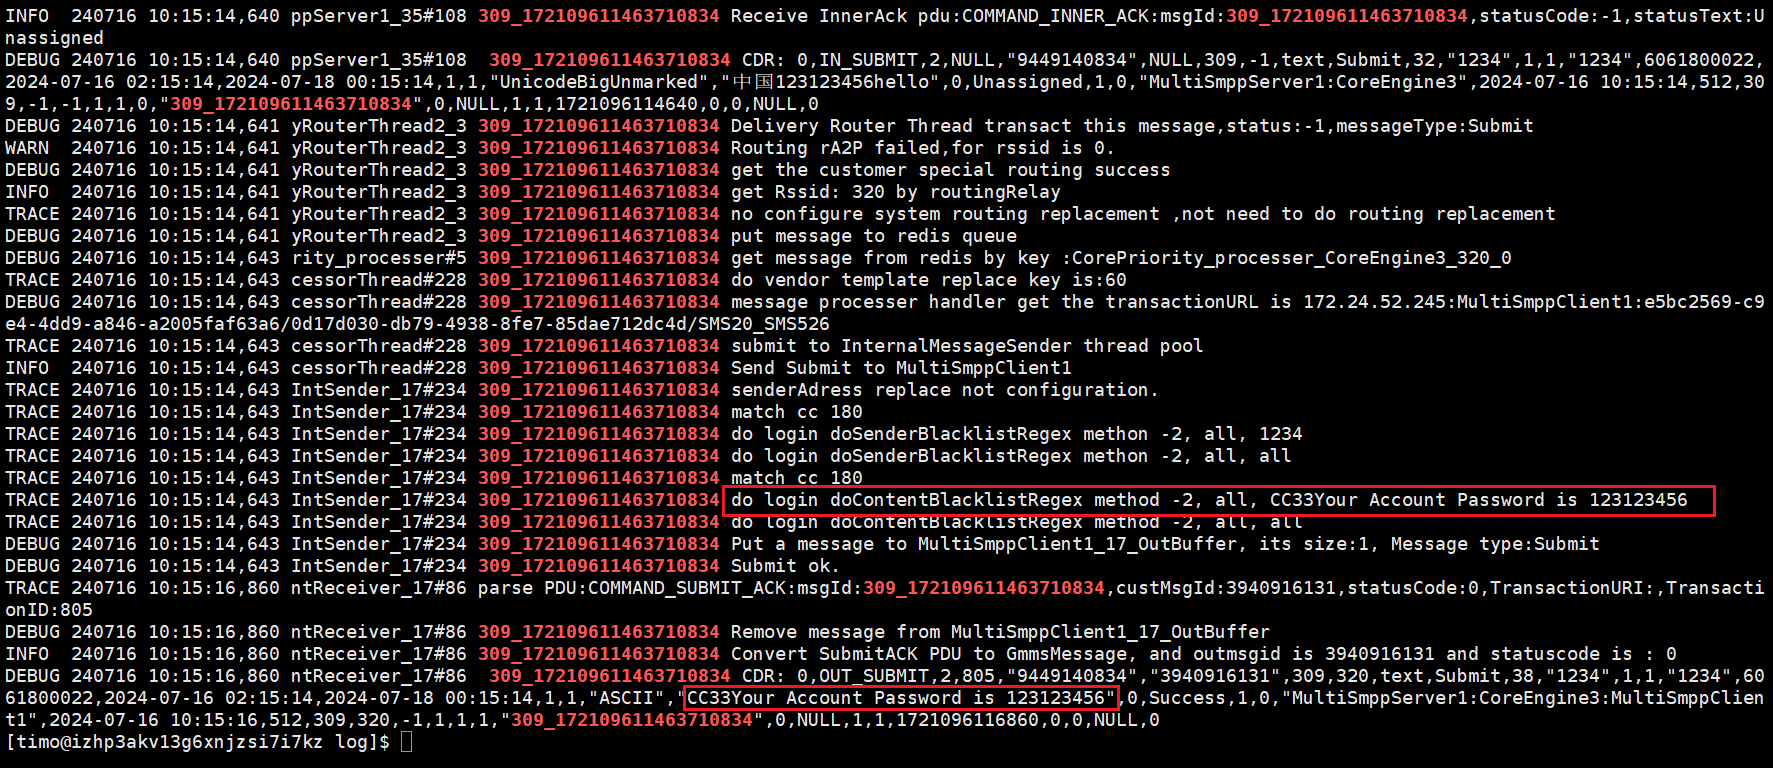 INFO  240716 10:15:14,640 ppServer1_35#108 309_172109611463710834 Receive InnerAck pdu:COMMAND_INNER_ACK:msgId:309_172109611463710834,statusCode:-1,statusText:U
nassigned
DEBUG 240716 10:15:14,640 ppServer1_35#108  309_172109611463710834 CDR: 0,IN_SUBMIT,2,NULL,"9449140834",NULL,309,-1,text,Submit,32,"1234",1,1,"1234",6061800022,
2024-07-16 02:15:14,2024-07-18 00:15:14,1,1,"UnicodeBigUnmarked","中国123123456hello",0,Unassigned,1,0,"MultiSmppServer1:CoreEngine3",2024-07-16 10:15:14,512,30
9,-1,-1,1,1,0,"309_172109611463710834",0,NULL,1,1,1721096114640,0,0,NULL,0
DEBUG 240716 10:15:14,641 yRouterThread2_3 309_172109611463710834 Delivery Router Thread transact this message,status:-1,messageType:Submit
WARN  240716 10:15:14,641 yRouterThread2_3 309_172109611463710834 Routing rA2P failed,for rssid is 0.
DEBUG 240716 10:15:14,641 yRouterThread2_3 309_172109611463710834 get the customer special routing success
INFO  240716 10:15:14,641 yRouterThread2_3 309_172109611463710834 get Rssid: 320 by routingRelay
TRACE 240716 10:15:14,641 yRouterThread2_3 309_172109611463710834 no configure system routing replacement ,not need to do routing replacement
DEBUG 240716 10:15:14,641 yRouterThread2_3 309_172109611463710834 put message to redis queue
DEBUG 240716 10:15:14,643 rity_processer#5 309_172109611463710834 get message from redis by key :CorePriority_processer_CoreEngine3_320_0
TRACE 240716 10:15:14,643 cessorThread#228 309_172109611463710834 do vendor template replace key is:60
DEBUG 240716 10:15:14,643 cessorThread#228 309_172109611463710834 message processer handler get the transactionURL is 172.24.52.245:MultiSmppClient1:e5bc2569-c9
e4-4dd9-a846-a2005faf63a6/0d17d030-db79-4938-8fe7-85dae712dc4d/SMS20_SMS526
TRACE 240716 10:15:14,643 cessorThread#228 309_172109611463710834 submit to InternalMessageSender thread pool
INFO  240716 10:15:14,643 cessorThread#228 309_172109611463710834 Send Submit to MultiSmppClient1
TRACE 240716 10:15:14,643 IntSender_17#234 309_172109611463710834 senderAdress replace not configuration.
TRACE 240716 10:15:14,643 IntSender_17#234 309_172109611463710834 match cc 180
TRACE 240716 10:15:14,643 IntSender_17#234 309_172109611463710834 do login doSenderBlacklistRegex methon -2, all, 1234
TRACE 240716 10:15:14,643 IntSender_17#234 309_172109611463710834 do login doSenderBlacklistRegex methon -2, all, all
TRACE 240716 10:15:14,643 IntSender_17#234 309_172109611463710834 match cc 180
TRACE 240716 10:15:14,643 IntSender_17#234 309_172109611463710834 do login doContentBlacklistRegex method -2, all, CC33Your Account Password is 123123456
TRACE 240716 10:15:14,643 IntSender_17#234 309_172109611463710834 do login doContentBlacklistRegex method -2, all, all
DEBUG 240716 10:15:14,643 IntSender_17#234 309_172109611463710834 Put a message to MultiSmppClient1_17_OutBuffer, its size:1, Message type:Submit
DEBUG 240716 10:15:14,643 IntSender_17#234 309_172109611463710834 Submit ok.
TRACE 240716 10:15:16,860 ntReceiver_17#86 parse PDU:COMMAND_SUBMIT_ACK:msgId:309_172109611463710834,custMsgId:3940916131,statusCode:0,TransactionURI:,Transacti
onID:805
DEBUG 240716 10:15:16,860 ntReceiver_17#86 309_172109611463710834 Remove message from MultiSmppClient1_17_OutBuffer
INFO  240716 10:15:16,860 ntReceiver_17#86 309_172109611463710834 Convert SubmitACK PDU to GmmsMessage, and outmsgid is 3940916131 and statuscode is : 0
DEBUG 240716 10:15:16,860 ntReceiver_17#86  309_172109611463710834 CDR: 0,OUT_SUBMIT,2,805,"9449140834","3940916131",309,320,text,Submit,38,"1234",1,1,"1234",60
61800022,2024-07-16 02:15:14,2024-07-18 00:15:14,1,1,"ASCII","CC33Your Account Password is 123123456",0,Success,1,0,"MultiSmppServer1:CoreEngine3:MultiSmppClien
t1",2024-07-16 10:15:16,512,309,320,-1,1,1,1,"309_172109611463710834",0,NULL,1,1,1721096116860,0,0,NULL,0
[timo@izhp3akv13g6xnjzsi7i7kz log]$